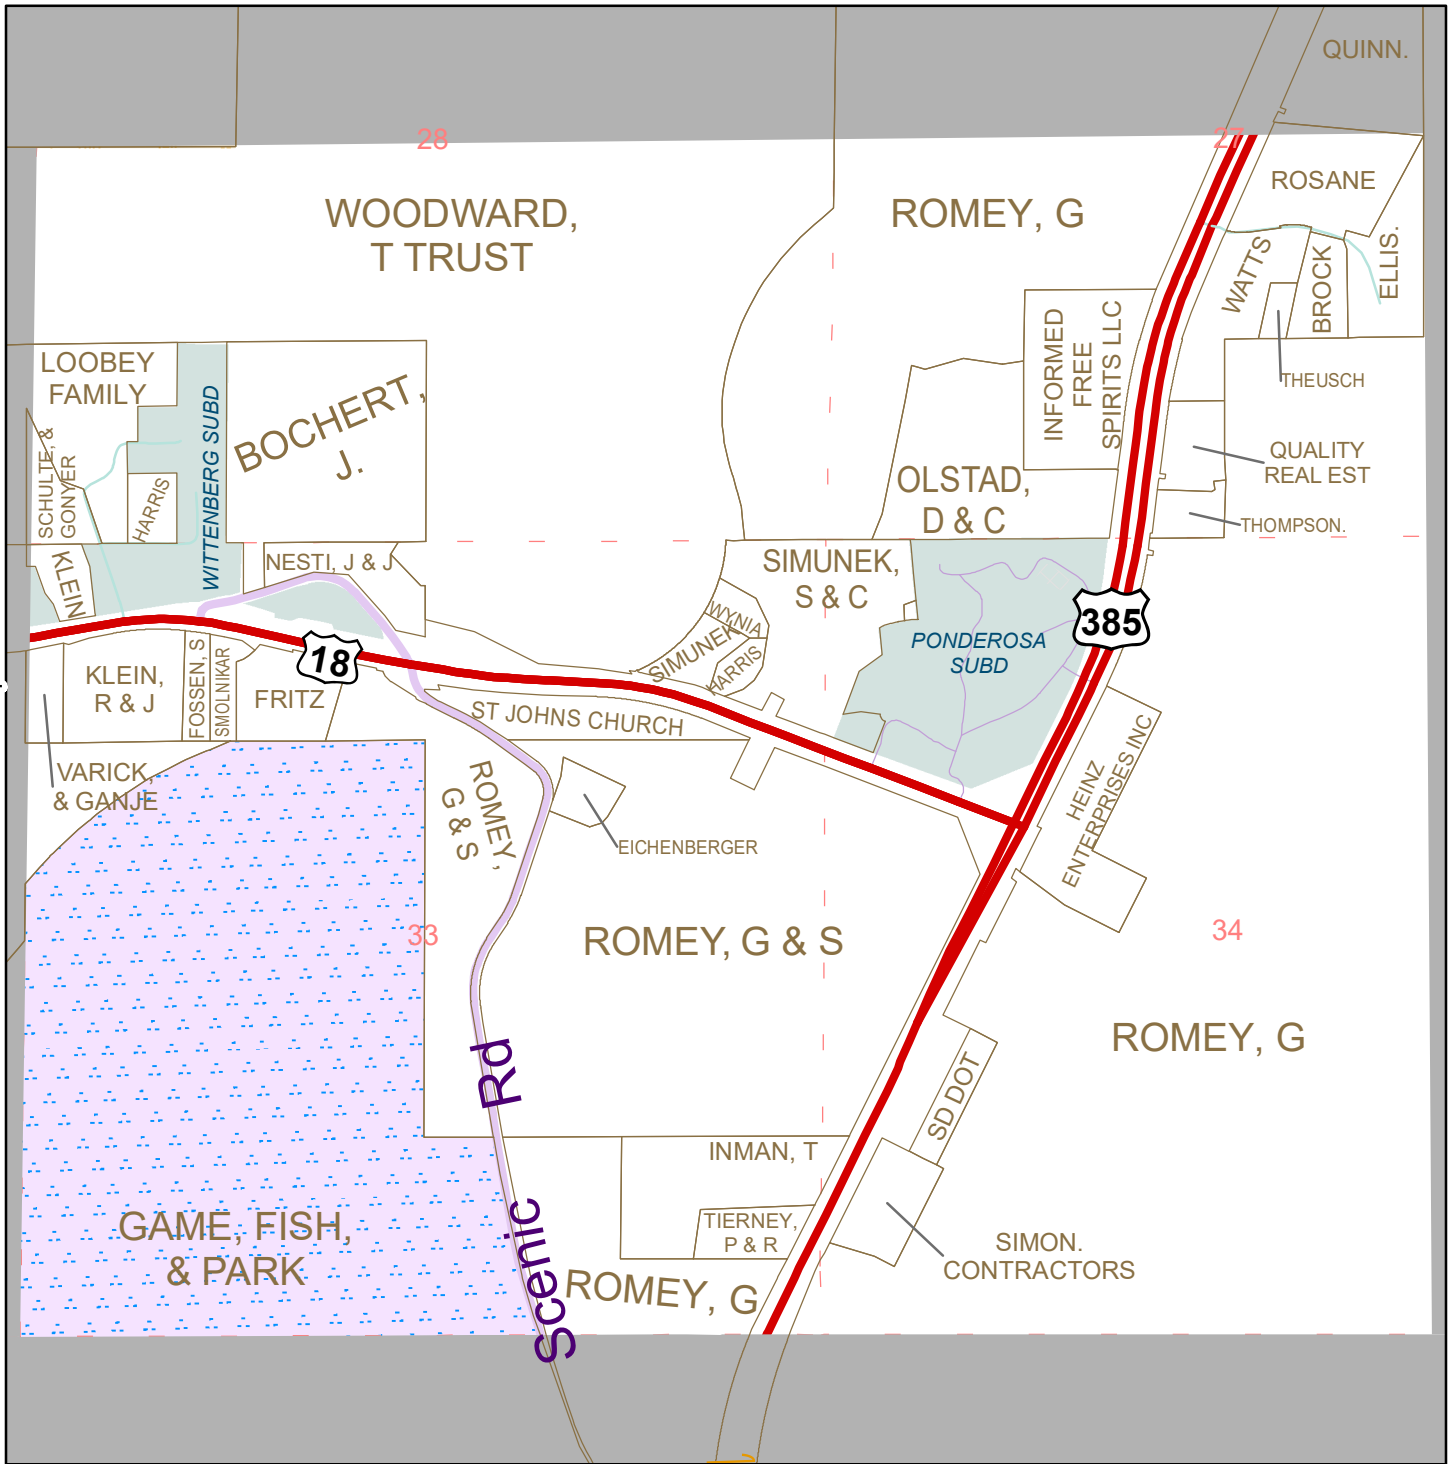 QUINN.
28
27
ROSANE
WOODWARD,
T TRUST
ROMEY, G
WATTS
BROCK
ELLIS.
INFORMED
FREE
SPIRITS LLC
THEUSCH
LOOBEY
FAMILY
WITTENBERG SUBD
BOCHERT,
J.
SCHULTE, &
GONYER
HARRIS
OLSTAD,
D & C
QUALITY
REAL EST
THOMPSON.
KLEIN
NESTI, J & J
SIMUNEK,
S & C
WYNIA
SIMUNEK
HARRIS
PONDEROSA
SUBD
385
18
KLEIN,
R & J
FOSSEN, S
SMOLNIKAR
FRITZ
ST JOHNS CHURCH
HEINZ
ENTERPRISES INC
VARICK,
& GANJE
ROMEY,
G & S
EICHENBERGER
33
ROMEY, G & S
34
ROMEY, G
Scenic Rd
SD DOT
INMAN, T
TIERNEY,
P & R
GAME, FISH,
& PARK
ROMEY, G
SIMON.
CONTRACTORS